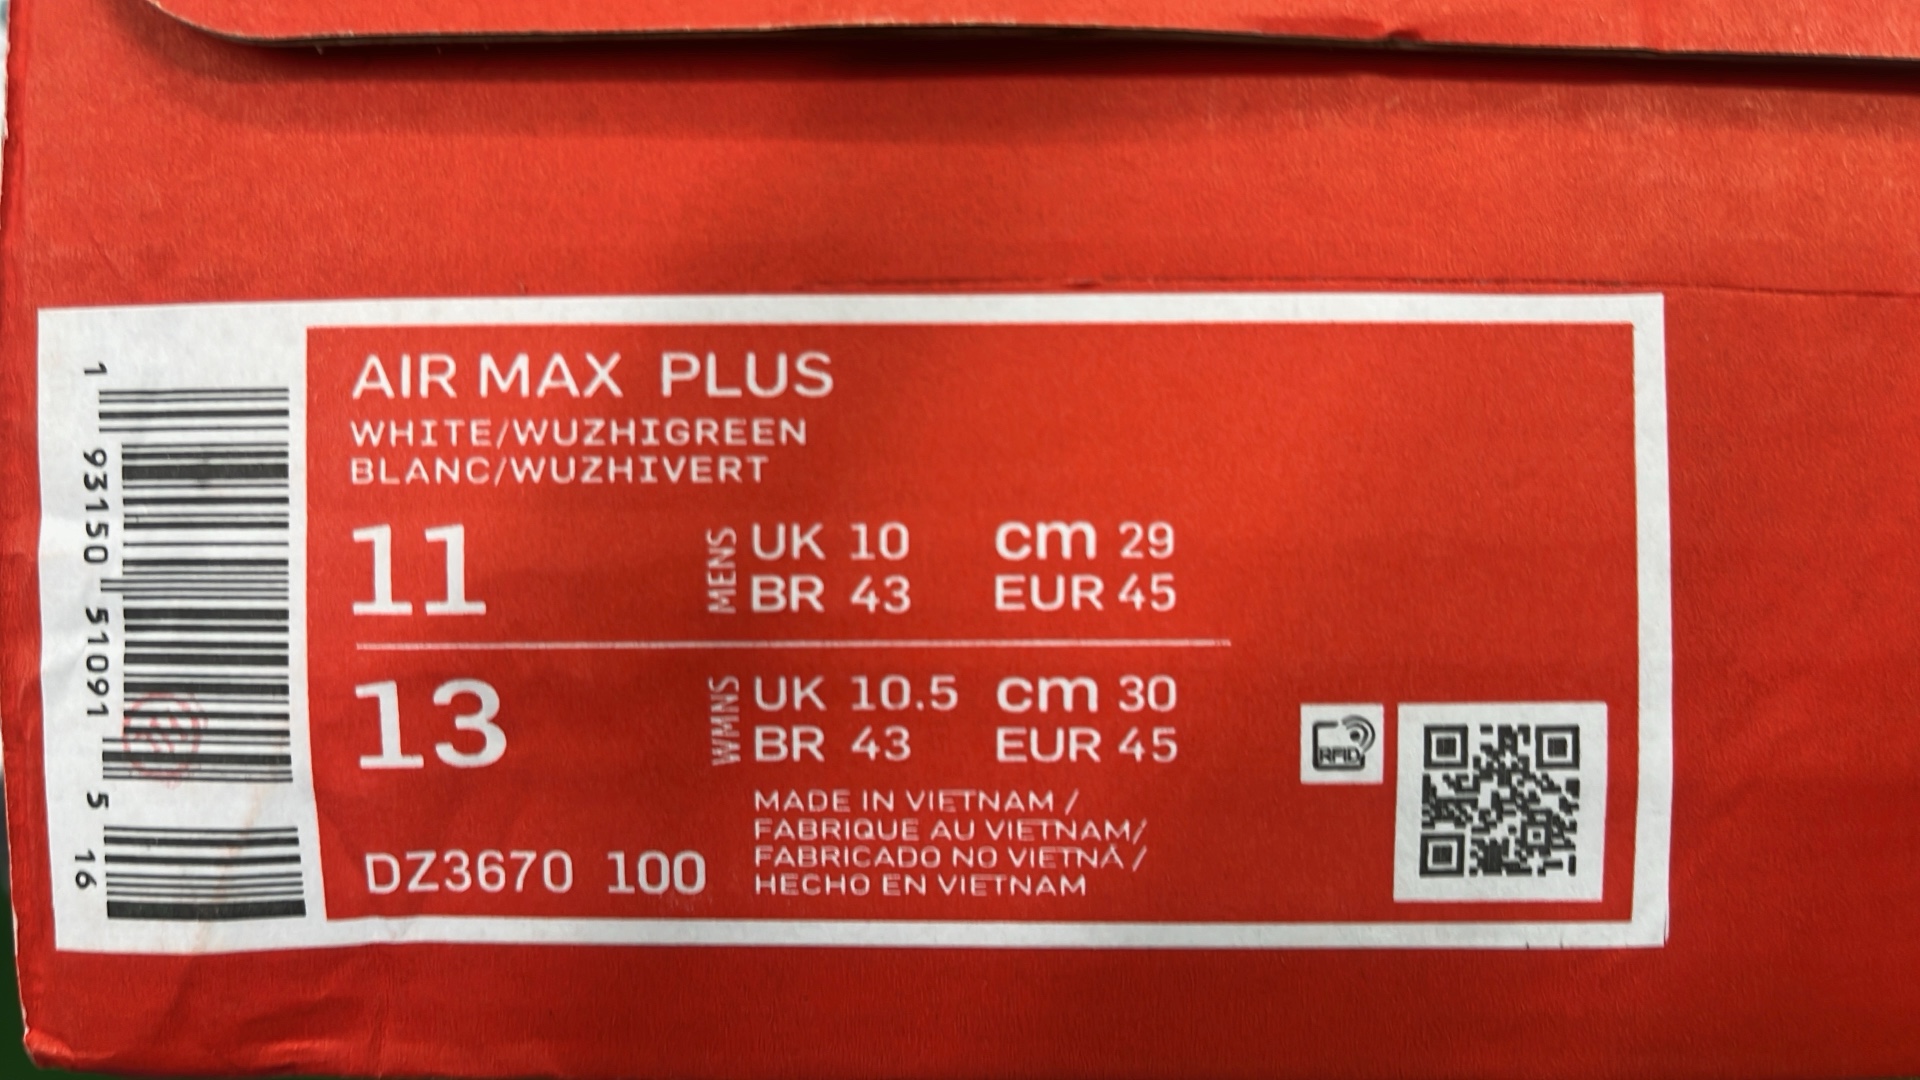 AIR MAX PLUS
WHITE/WUZHIGREEN
BLANC/WUZHIVERT
11
MENS
UK 10 cm 29
BR 43 EUR 45
13
WMNS
UK 10.5 cm 30
BR 43 EUR 45
DZ3670 100
MADE IN VIETNAM /
FABRIQUE AU VIETNAM/
FABRICADO NO VIETNÃ /
HECHO EN VIETNAM
RFID
1 93150 51091 5 16